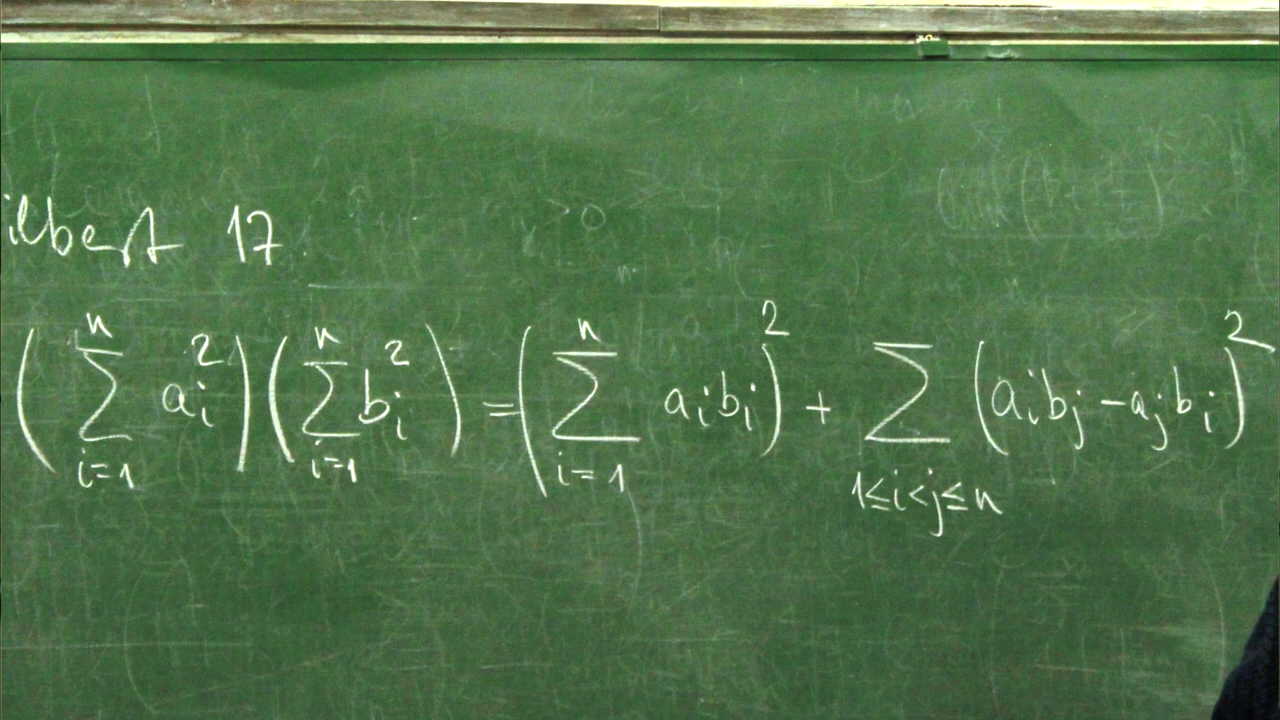 ilbert 17
(∑_{i=1}^{n} a_i^2)(∑_{i=1}^{n} b_i^2) = (∑_{i=1}^{n} a_i b_i)^2 + ∑_{1≤i<j≤n} (a_i b_j - a_j b_i)^2